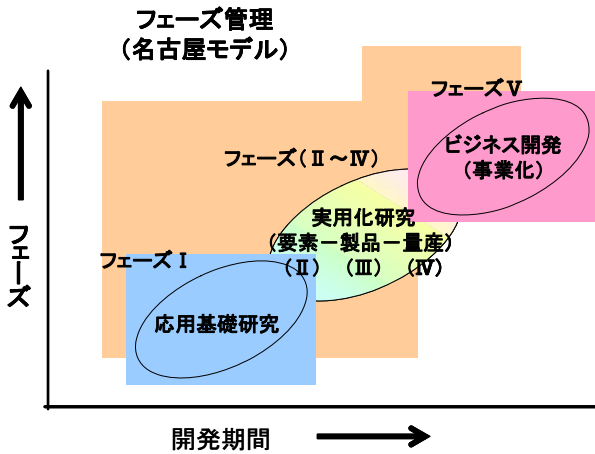 フェーズ管理
（名古屋モデル）
フェーズⅤ
ビジネス開発
（事業化）
フェーズ（Ⅱ～Ⅳ）
実用化研究
（要素－製品－量産）
（Ⅱ）　（Ⅲ）　（Ⅳ）
フェーズⅠ
応用基礎研究
フェーズ
開発期間